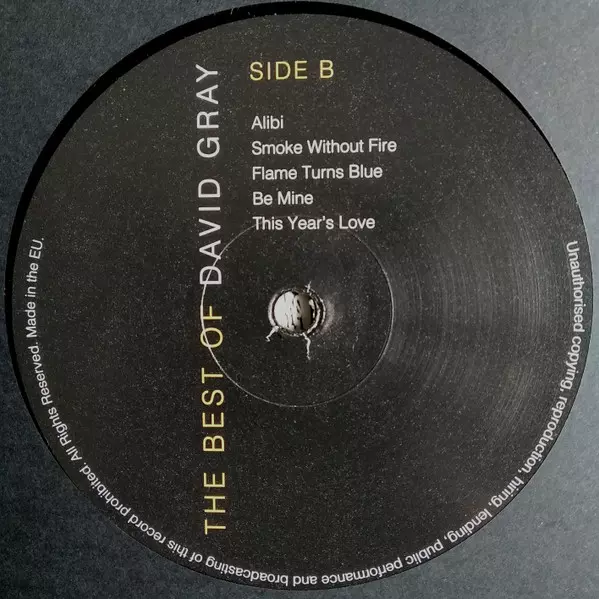 SIDE B
Alibi
Smoke Without Fire
Flame Turns Blue
Be Mine
This Year's Love
THE BEST OF DAVID GRAY
Unauthorised copying, reproduction, hiring, lending, public performance and broadcasting of this record prohibited. All Rights Reserved. Made in the EU.